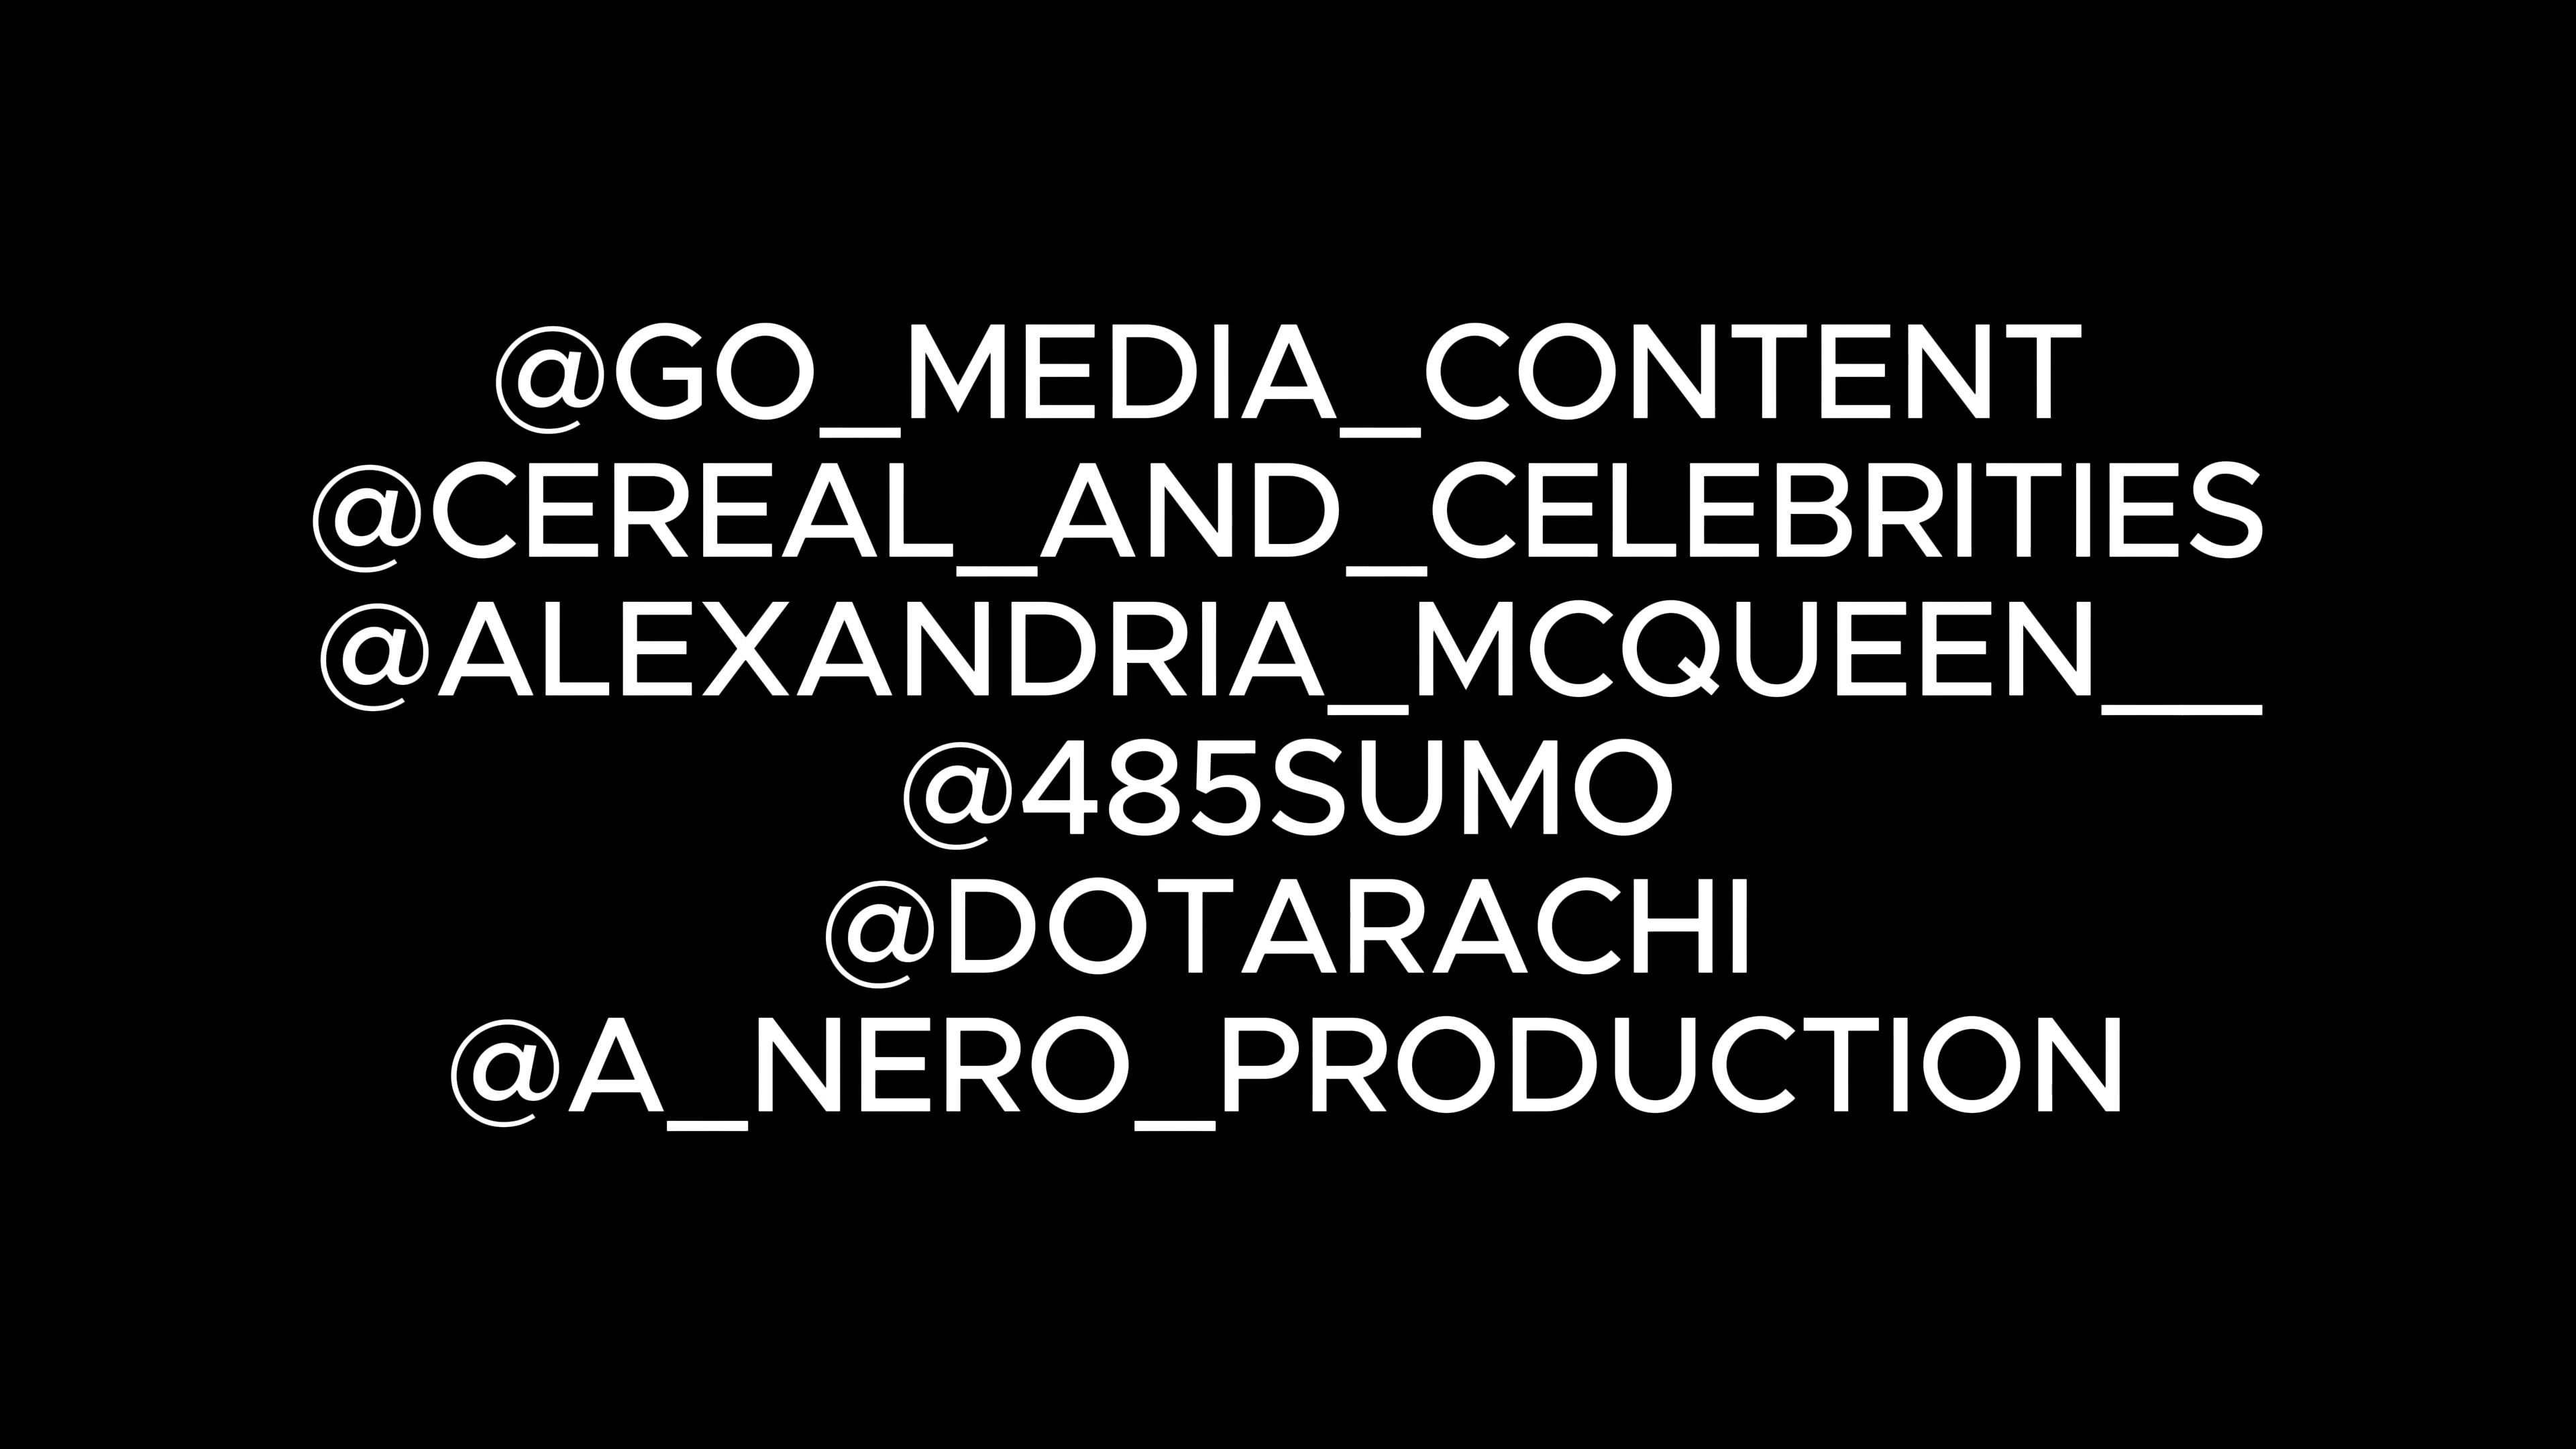 @GO_MEDIA_CONTENT
@CEREAL_AND_CELEBRITIES
@ALEXANDRIA_MCQUEEN__
@485SUMO
@DOTARACHI
@A_NERO_PRODUCTION